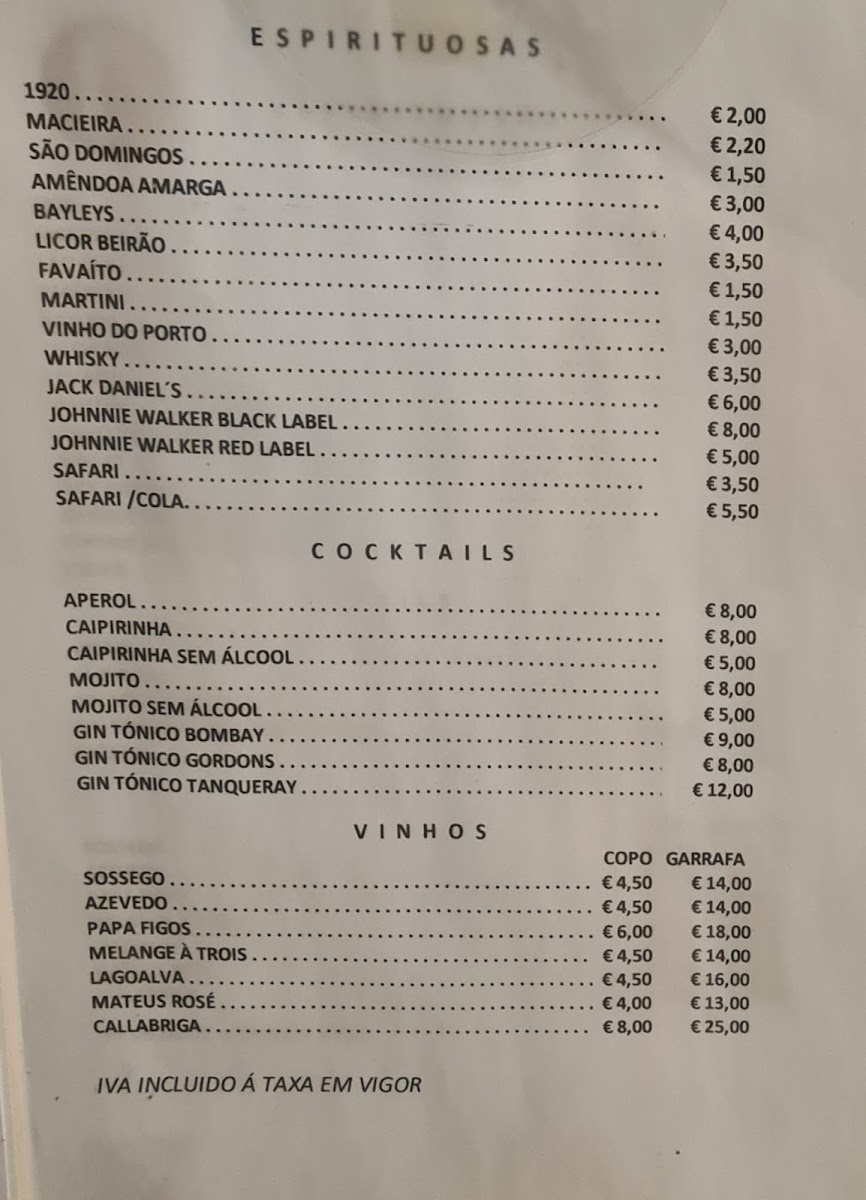 ESPIRITUOSAS
1920 € 2,00
MACIEIRA € 2,20
SÃO DOMINGOS € 1,50
AMÊNDOA AMARGA € 3,00
BAYLEYS € 4,00
LICOR BEIRÃO € 3,50
FAVAÍTO € 1,50
MARTINI € 1,50
VINHO DO PORTO € 3,00
WHISKY € 3,50
JACK DANIEL´S € 6,00
JOHNNIE WALKER BLACK LABEL € 8,00
JOHNNIE WALKER RED LABEL € 5,00
SAFARI € 3,50
SAFARI /COLA € 5,50
COCKTAILS
APEROL € 8,00
CAIPIRINHA € 8,00
CAIPIRINHA SEM ÁLCOOL € 5,00
MOJITO € 8,00
MOJITO SEM ÁLCOOL € 5,00
GIN TÓNICO BOMBAY € 9,00
GIN TÓNICO GORDONS € 8,00
GIN TÓNICO TANQUERAY € 12,00
VINHOS
COPO GARRAFA
SOSSEGO € 4,50 € 14,00
AZEVEDO € 4,50 € 14,00
PAPA FIGOS € 6,00 € 18,00
MELANGE À TROIS € 4,50 € 14,00
LAGOALVA € 4,50 € 16,00
MATEUS ROSÉ € 4,00 € 13,00
CALLABRIGA € 8,00 € 25,00
IVA INCLUIDO Á TAXA EM VIGOR